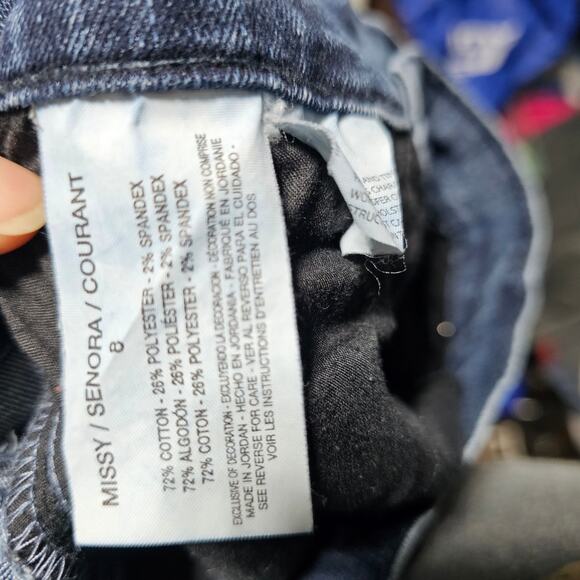 MISSY / SENORA / COURANT
8
72% COTTON - 26% POLYESTER - 2% SPANDEX
72% ALGODÓN - 26% POLIÉSTER - 2% SPANDEX
72% COTON - 26% POLYESTER - 2% SPANDEX
EXCLUSIVE OF DECORATION - EXCLUYENDO LA DECORACIÓN - DÉCORATION NON COMPRISE
MADE IN JORDAN - HECHO EN JORDANIA - FABRIQUÉ EN JORDANIE
SEE REVERSE FOR CARE - VER AL REVERSO PARA EL CUIDADO -
VOIR LES INSTRUCTIONS D'ENTRETIEN AU DOS